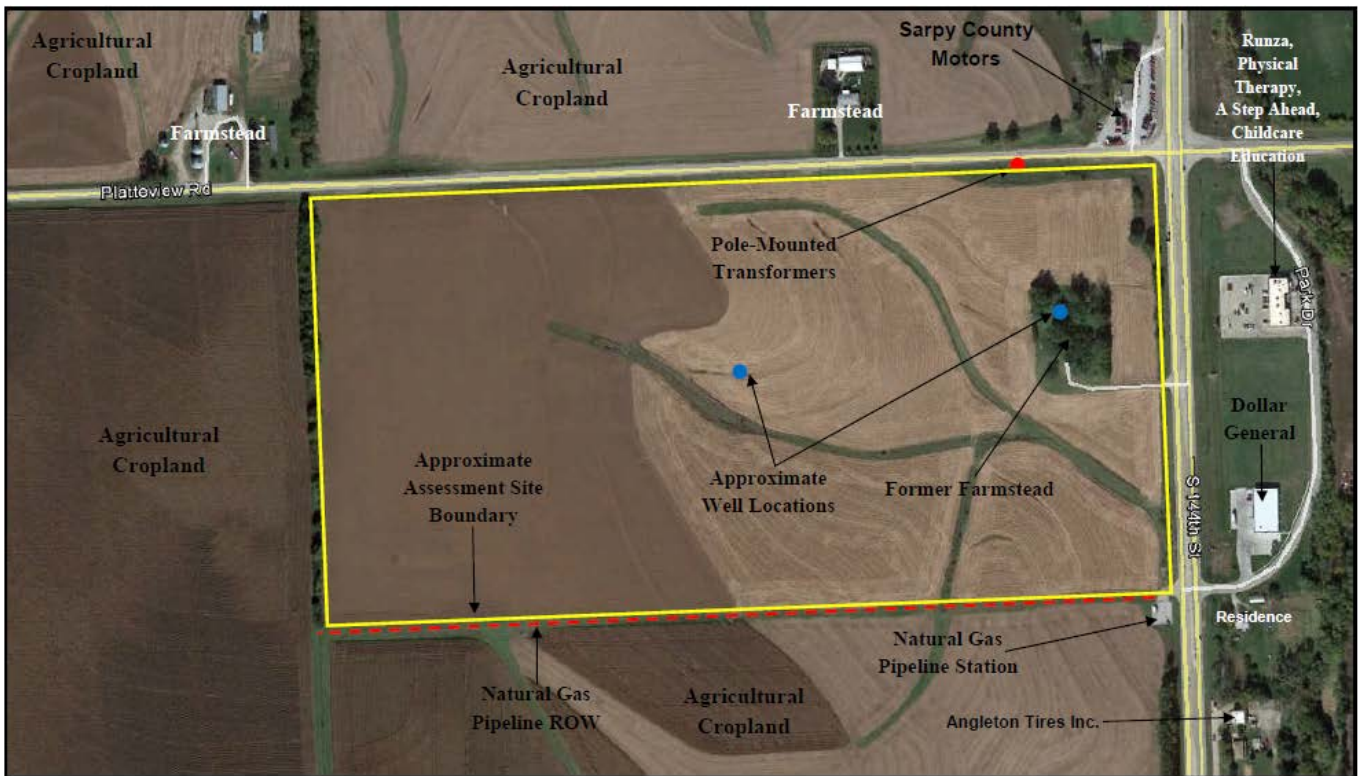 Agricultural
Cropland
Farmstead
Platteview Rd
Agricultural
Cropland
Farmstead
Sarpy County
Motors
Runza,
Physical
Therapy,
A Step Ahead,
Childcare
Education
Pole-Mounted
Transformers
Park Dr
Agricultural
Cropland
Approximate
Assessment Site
Boundary
Approximate
Well Locations
Former Farmstead
Dollar
General
S 144th St
Natural Gas
Pipeline ROW
Agricultural
Cropland
Natural Gas
Pipeline Station
Residence
Angleton Tires Inc.